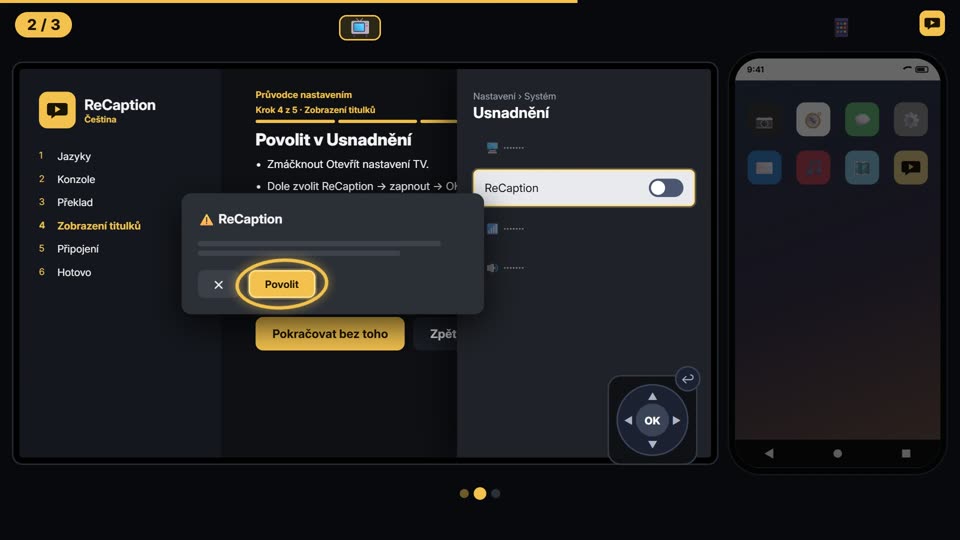 2 / 3
ReCaption
Čeština
1 Jazyky
2 Konzole
3 Překlad
4 Zobrazení titulků
5 Připojení
6 Hotovo
Průvodce nastavením
Krok 4 z 5 · Zobrazení titulků
Povolit v Usnadnění
• Zmáčknout Otevřít nastavení TV.
• Dole zvolit ReCaption → zapnout →
ReCaption
Povolit
Pokračovat bez toho
Zpět
Nastavení › Systém
Usnadnění
ReCaption
OK
9:41